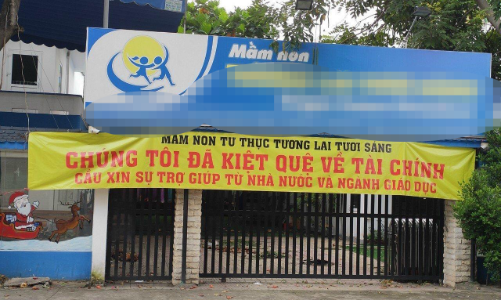 Mầm non
MẦM NON TƯ THỤC TƯƠNG LAI TƯƠI SÁNG
CHÚNG TÔI ĐÃ KIỆT QUỆ VỀ TÀI CHÍNH
CẦU XIN SỰ TRỢ GIÚP TỪ NHÀ NƯỚC VÀ NGÀNH GIÁO DỤC